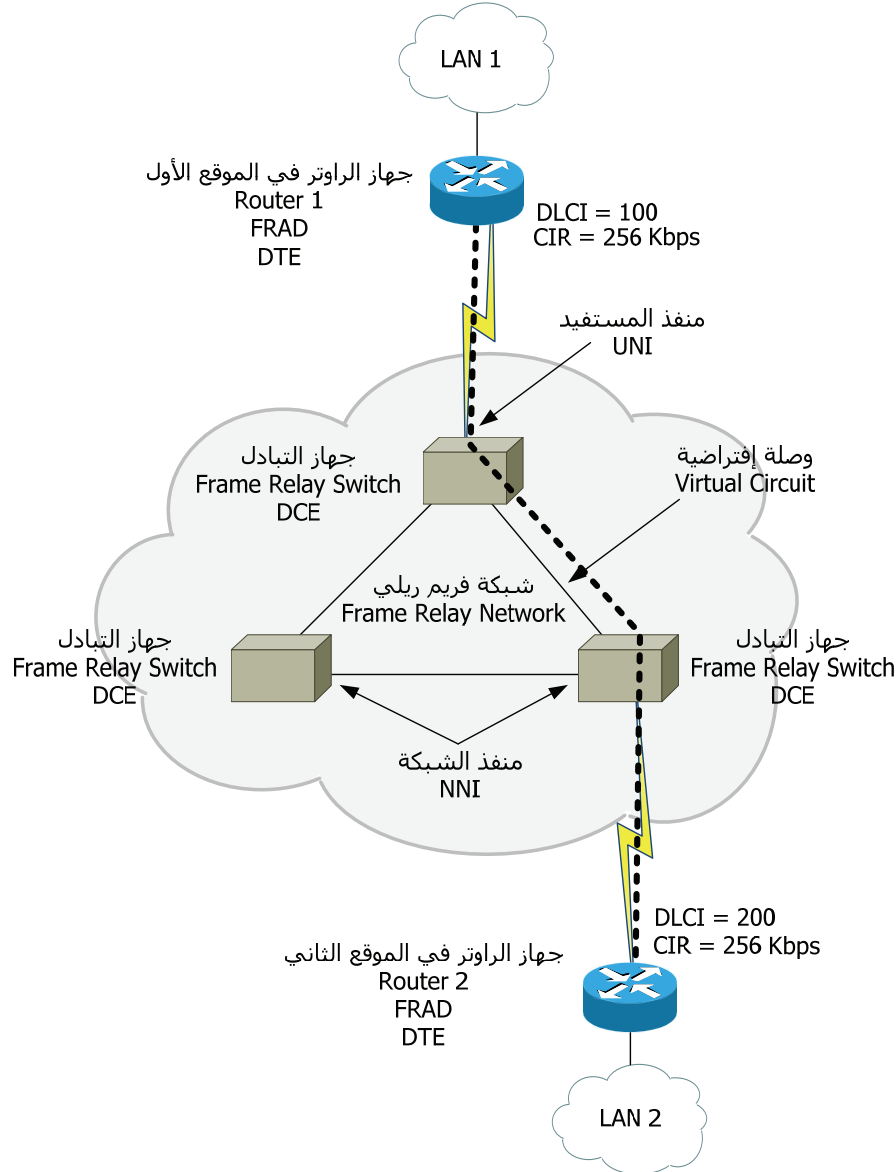 LAN 1
جهاز الراوتر في الموقع الأول
Router 1
FRAD
DTE
DLCI = 100
CIR = 256 Kbps
منفذ المستفيد
UNI
جهاز التبادل
Frame Relay Switch
DCE
وصلة إفتراضية
Virtual Circuit
شبكة فريم ريلي
Frame Relay Network
جهاز التبادل
Frame Relay Switch
DCE
جهاز التبادل
Frame Relay Switch
DCE
منفذ الشبكة
NNI
DLCI = 200
CIR = 256 Kbps
جهاز الراوتر في الموقع الثاني
Router 2
FRAD
DTE
LAN 2